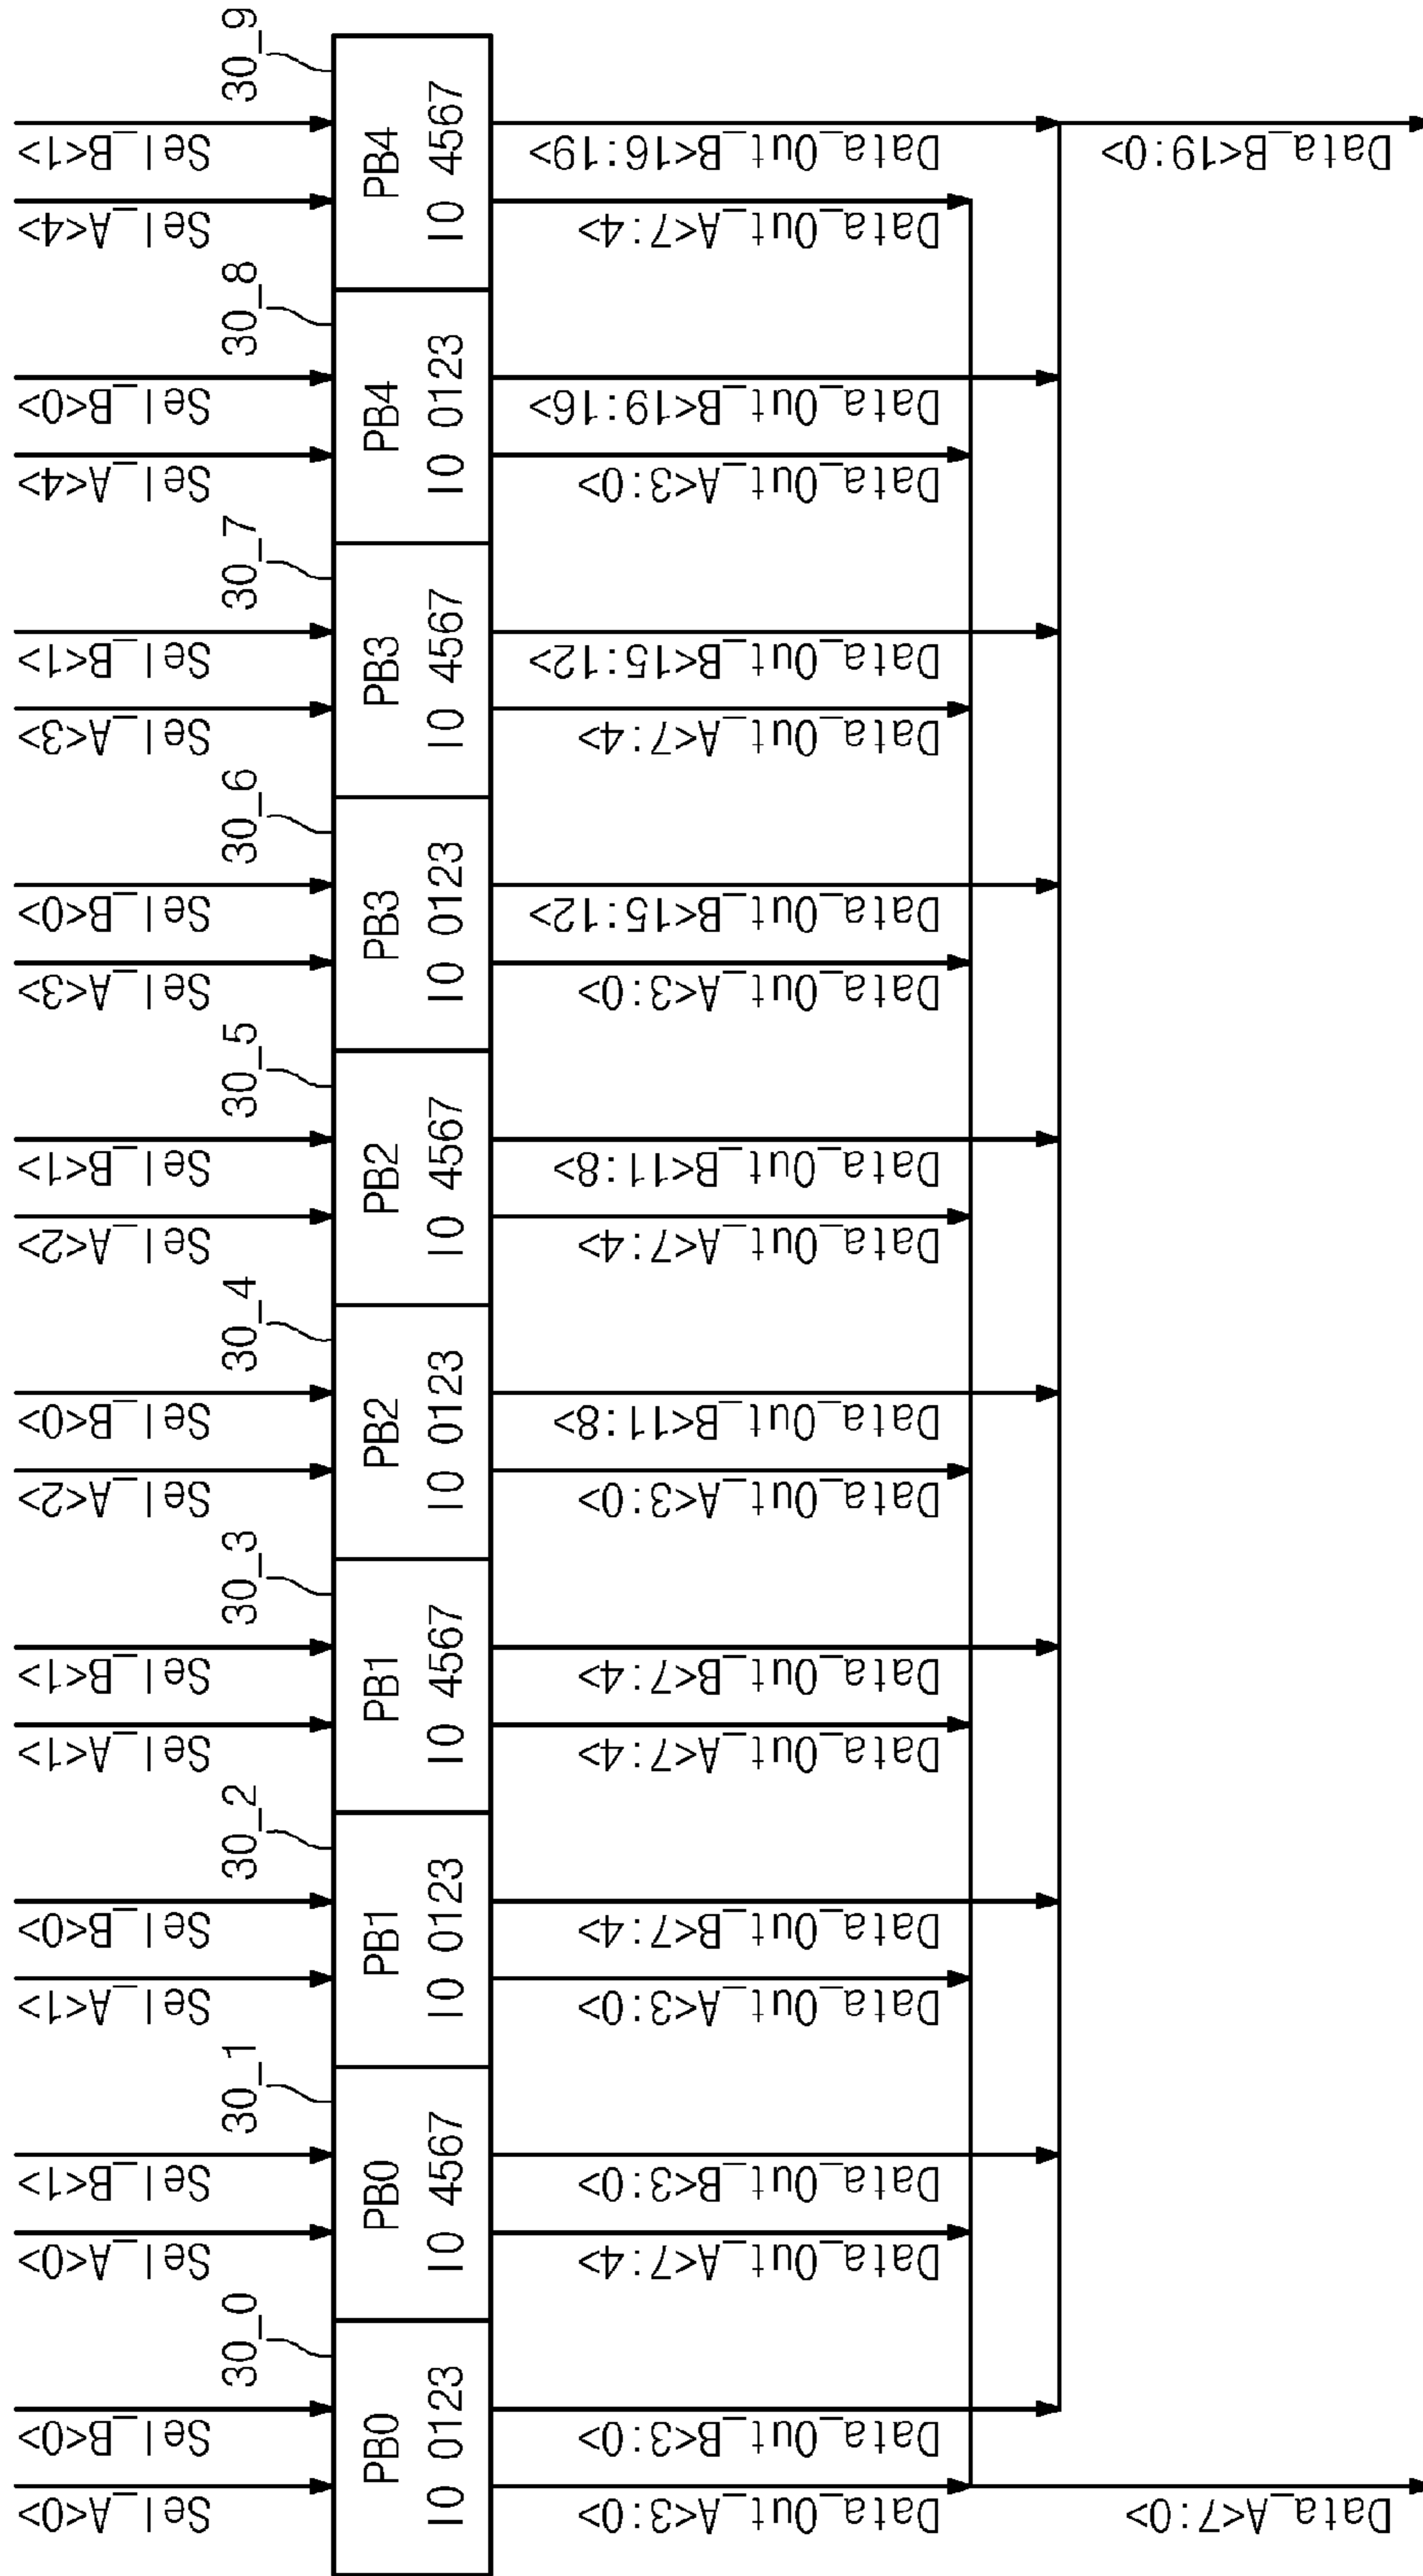 Sel_A<0>
Sel_B<0>
Sel_A<0>
Sel_B<1>
Sel_A<1>
Sel_B<0>
Sel_A<1>
Sel_B<1>
Sel_A<2>
Sel_B<0>
Sel_A<2>
Sel_B<1>
Sel_A<3>
Sel_B<0>
Sel_A<3>
Sel_B<1>
Sel_A<4>
Sel_B<0>
Sel_A<4>
Sel_B<1>
30_0
30_1
30_2
30_3
30_4
30_5
30_6
30_7
30_8
30_9
PB0
IO 0123
PB0
IO 4567
PB1
IO 0123
PB1
IO 4567
PB2
IO 0123
PB2
IO 4567
PB3
IO 0123
PB3
IO 4567
PB4
IO 0123
PB4
IO 4567
Data_Out_A<3:0>
Data_Out_B<3:0>
Data_Out_A<7:4>
Data_Out_B<3:0>
Data_Out_A<3:0>
Data_Out_B<7:4>
Data_Out_A<7:4>
Data_Out_B<7:4>
Data_Out_A<3:0>
Data_Out_B<11:8>
Data_Out_A<7:4>
Data_Out_B<11:8>
Data_Out_A<3:0>
Data_Out_B<15:12>
Data_Out_A<7:4>
Data_Out_B<15:12>
Data_Out_A<3:0>
Data_Out_B<19:16>
Data_Out_A<7:4>
Data_Out_B<16:19>
Data_A<7:0>
Data_B<19:0>